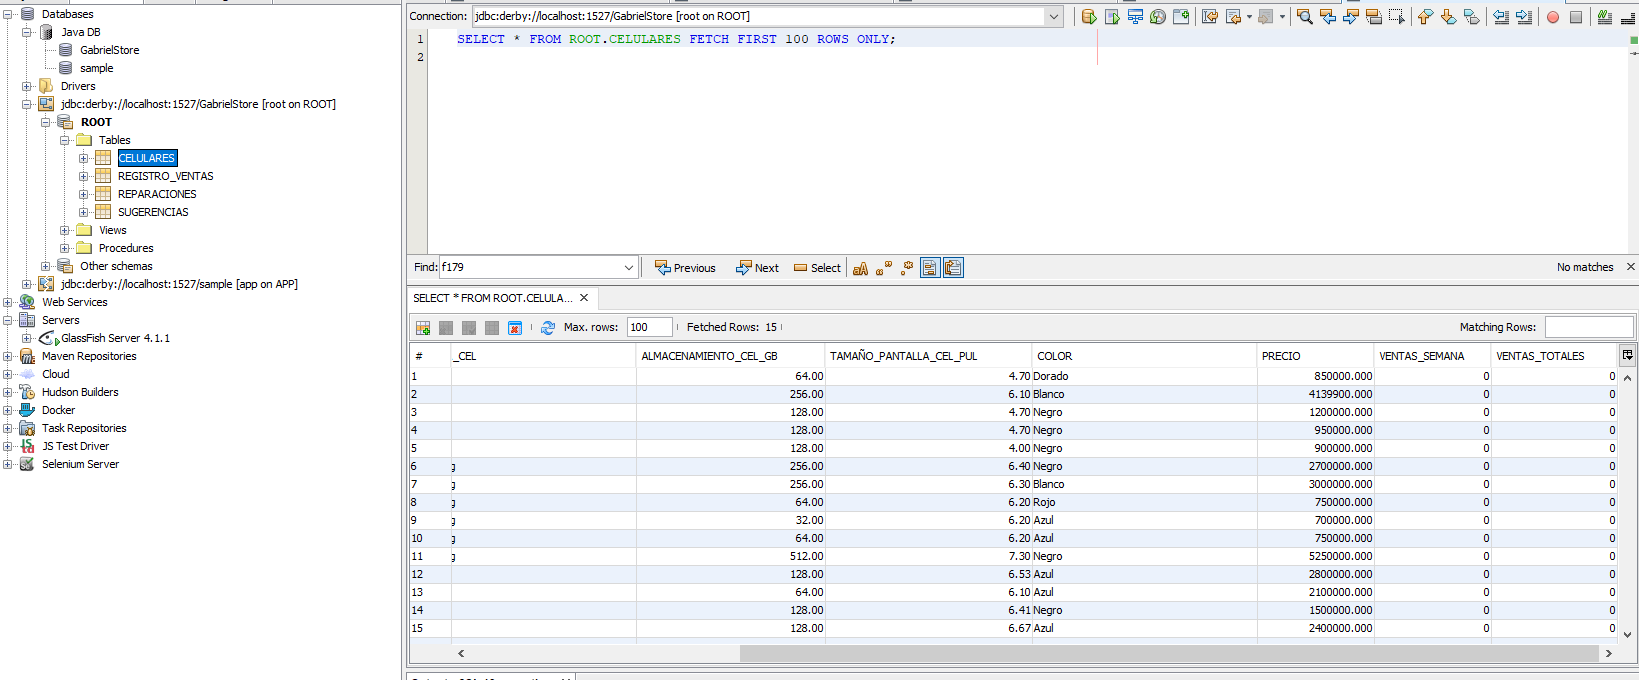 Databases
Java DB
GabrielStore
sample
Drivers
jdbc:derby://localhost:1527/GabrielStore [root on ROOT]
ROOT
Tables
CELULARES
REGISTRO_VENTAS
REPARACIONES
SUGERENCIAS
Views
Procedures
Other schemas
jdbc:derby://localhost:1527/sample [app on APP]
Web Services
Servers
GlassFish Server 4.1.1
Maven Repositories
Cloud
Hudson Builders
Docker
Task Repositories
JS Test Driver
Selenium Server
Connection: jdbc:derby://localhost:1527/GabrielStore [root on ROOT]
1 SELECT * FROM ROOT.CELULARES FETCH FIRST 100 ROWS ONLY;
2
Find: f179 Previous Next Select aA No matches
SELECT * FROM ROOT.CELULA...
Max. rows: 100 Fetched Rows: 15 Matching Rows:
# _CEL ALMACENAMIENTO_CEL_GB TAMAÑO_PANTALLA_CEL_PUL COLOR PRECIO VENTAS_SEMANA VENTAS_TOTALES
1 64.00 4.70 Dorado 850000.000 0 0
2 256.00 6.10 Blanco 4139900.000 0 0
3 128.00 4.70 Negro 1200000.000 0 0
4 128.00 4.70 Negro 950000.000 0 0
5 128.00 4.00 Negro 900000.000 0 0
6 g 256.00 6.40 Negro 2700000.000 0 0
7 g 256.00 6.30 Blanco 3000000.000 0 0
8 g 64.00 6.20 Rojo 750000.000 0 0
9 g 32.00 6.20 Azul 700000.000 0 0
10 g 64.00 6.20 Azul 750000.000 0 0
11 g 512.00 7.30 Negro 5250000.000 0 0
12 128.00 6.53 Azul 2800000.000 0 0
13 64.00 6.10 Azul 2100000.000 0 0
14 128.00 6.41 Negro 1500000.000 0 0
15 128.00 6.67 Azul 2400000.000 0 0